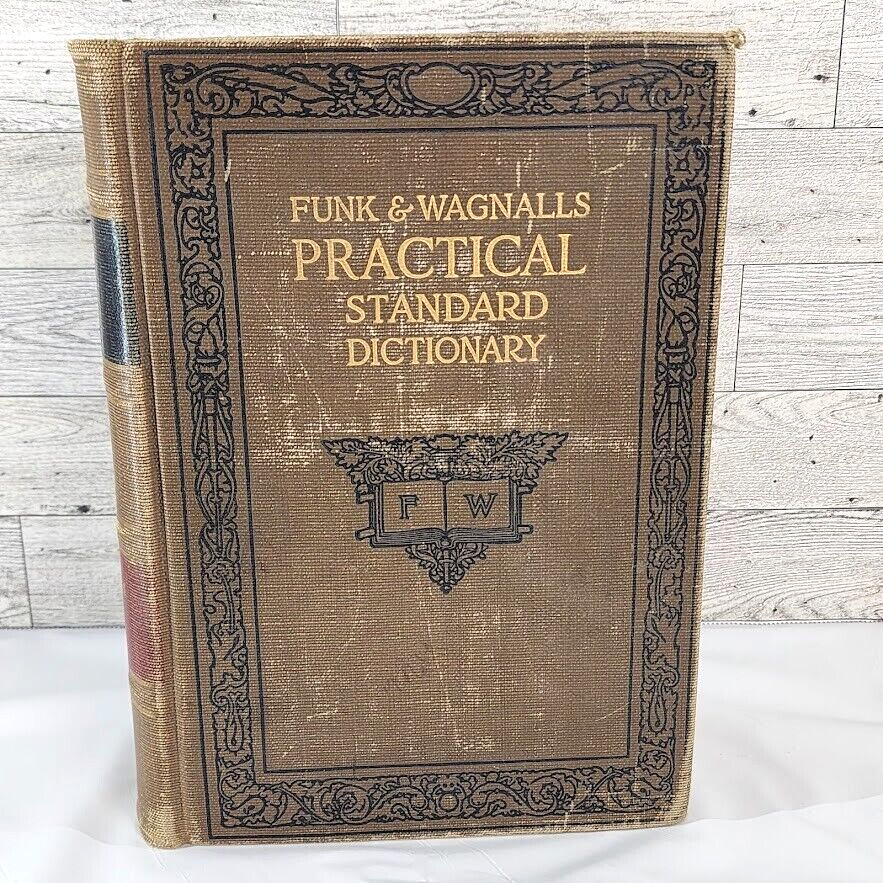 FUNK & WAGNALLS
PRACTICAL
STANDARD
DICTIONARY
F W